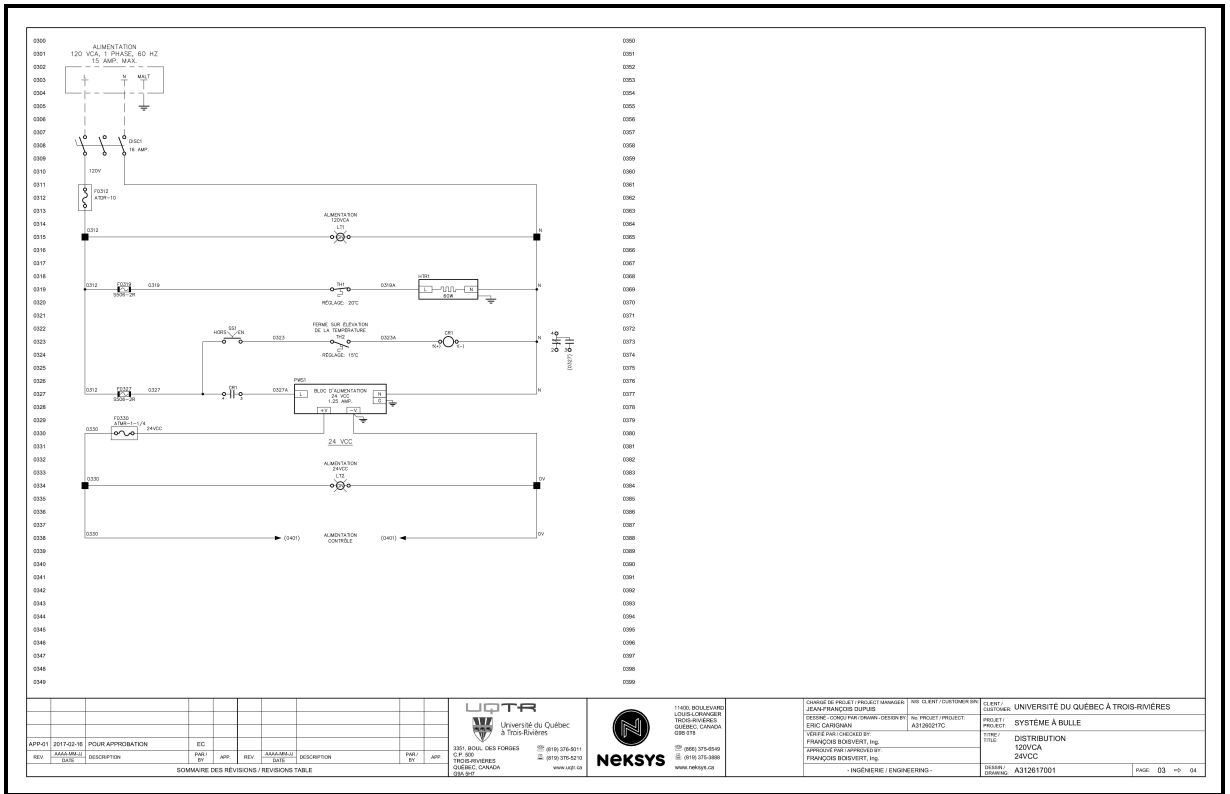 0300
ALIMENTATION
0301
120 VCA, 1 PHASE, 60 HZ
15 AMP. MAX.
0302
0303
L N MALT
0304
0305
0306
0307
0308
DISC1
16 AMP.
0309
0310
120V
0311
0312
F0312
ATDR-10
0313
0314
0312
ALIMENTATION
120VCA
LT1
N
0315
0316
0317
0318
0319
0312 F0319 0319
S506-2R
TH1
0319A
HTR1
L N
60W
N
RÉGLAGE: 20°C
0320
0321
0322
0323
SS1
HORS EN
0323
FERME SUR ÉLÉVATION
DE LA TEMPÉRATURE
TH2
0323A
CR1
1(+) (-)
N
RÉGLAGE: 15°C
4
2 3
(0327)
0324
0325
0326
0327
0312 F0327 0327
S506-2R
CR1
4 3
0327A
PWS1
L
BLOC D'ALIMENTATION
24 VCC
1.25 AMP.
N
G
+V -V
N
0328
0329
0330
F0330
ATMR-1-1/4
0330 24VCC
24 VCC
0331
0332
0333
0334
0330
ALIMENTATION
24VCC
LT2
0V
0335
0336
0337
0338
0330
(0401)
ALIMENTATION
CONTRÔLE
(0401)
0V
0339
0340
0341
0342
0343
0344
0345
0346
0347
0348
0349
0350
0351
0352
0353
0354
0355
0356
0357
0358
0359
0360
0361
0362
0363
0364
0365
0366
0367
0368
0369
0370
0371
0372
0373
0374
0375
0376
0377
0378
0379
0380
0381
0382
0383
0384
0385
0386
0387
0388
0389
0390
0391
0392
0393
0394
0395
0396
0397
0398
0399
APP-01 2017-02-16 POUR APPROBATION EC
REV. AAAA-MM-JJ DATE DESCRIPTION PAR / BY APP. REV. AAAA-MM-JJ DATE DESCRIPTION PAR / BY APP.
SOMMAIRE DES RÉVISIONS / REVISIONS TABLE
UQTR
Université du Québec
à Trois-Rivières
3351, BOUL. DES FORGES
C.P. 500
TROIS-RIVIÈRES
QUÉBEC, CANADA
G9A 5H7
(819) 376-5011
(819) 376-5210
www.uqtr.ca
NEKSYS
11400, BOULEVARD
LOUIS-LORANGER
TROIS-RIVIÈRES
QUÉBEC, CANADA
G9B 0T8
(866) 375-6549
(819) 375-3888
www.neksys.ca
CHARGÉ DE PROJET / PROJECT MANAGER:
JEAN-FRANÇOIS DUPUIS
N/S CLIENT / CUSTOMER S/N:
DESSINÉ - CONÇU PAR / DRAWN - DESIGN BY:
ERIC CARIGNAN
No. PROJET / PROJECT:
A31260217C
VÉRIFIÉ PAR / CHECKED BY:
FRANÇOIS BOISVERT, Ing.
APPROUVÉ PAR / APPROVED BY:
FRANÇOIS BOISVERT, Ing.
- INGÉNIERIE / ENGINEERING -
CLIENT / CUSTOMER: UNIVERSITÉ DU QUÉBEC À TROIS-RIVIÈRES
PROJET / PROJECT: SYSTÈME À BULLE
TITRE / TITLE:
DISTRIBUTION
120VCA
24VCC
DESSIN / DRAWING: A312617001
PAGE: 03 04